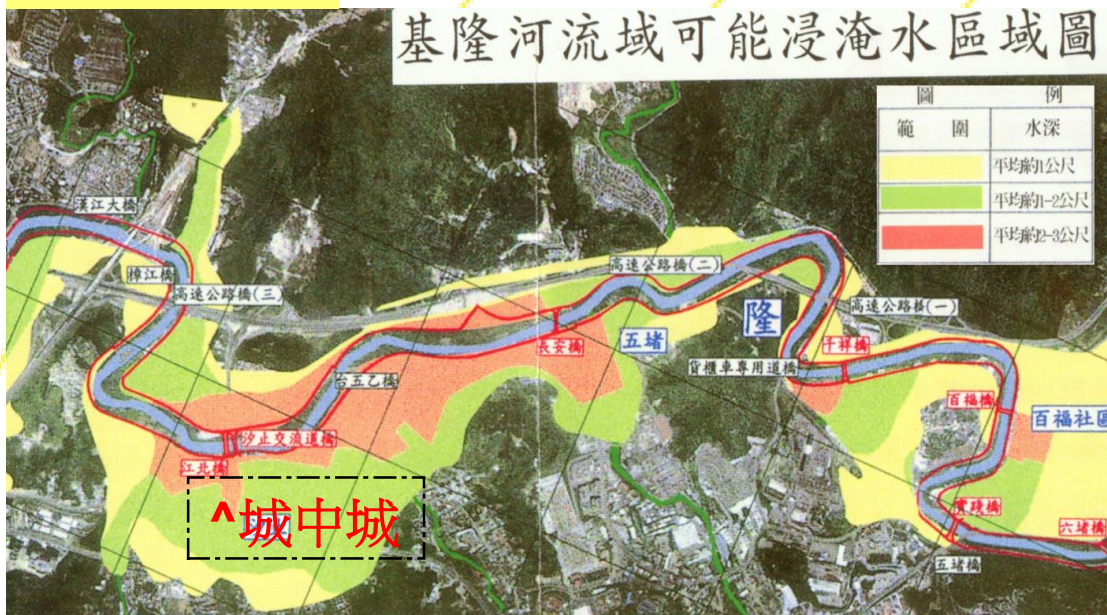 基隆河流域可能浸淹水區域圖
圖 例
範 圍 水深
平均約1公尺
平均約1-2公尺
平均約2-3公尺
漢江大橋
樟江橋
高速公路橋(三)
高速公路橋(二)
隆
高速公路橋(一)
長安橋
五堵
千祥橋
貨櫃車專用道橋
台五乙橋
百福橋
百福社區
汐止交流道橋
江北橋
^城中城
實踐橋
六堵橋
五堵橋